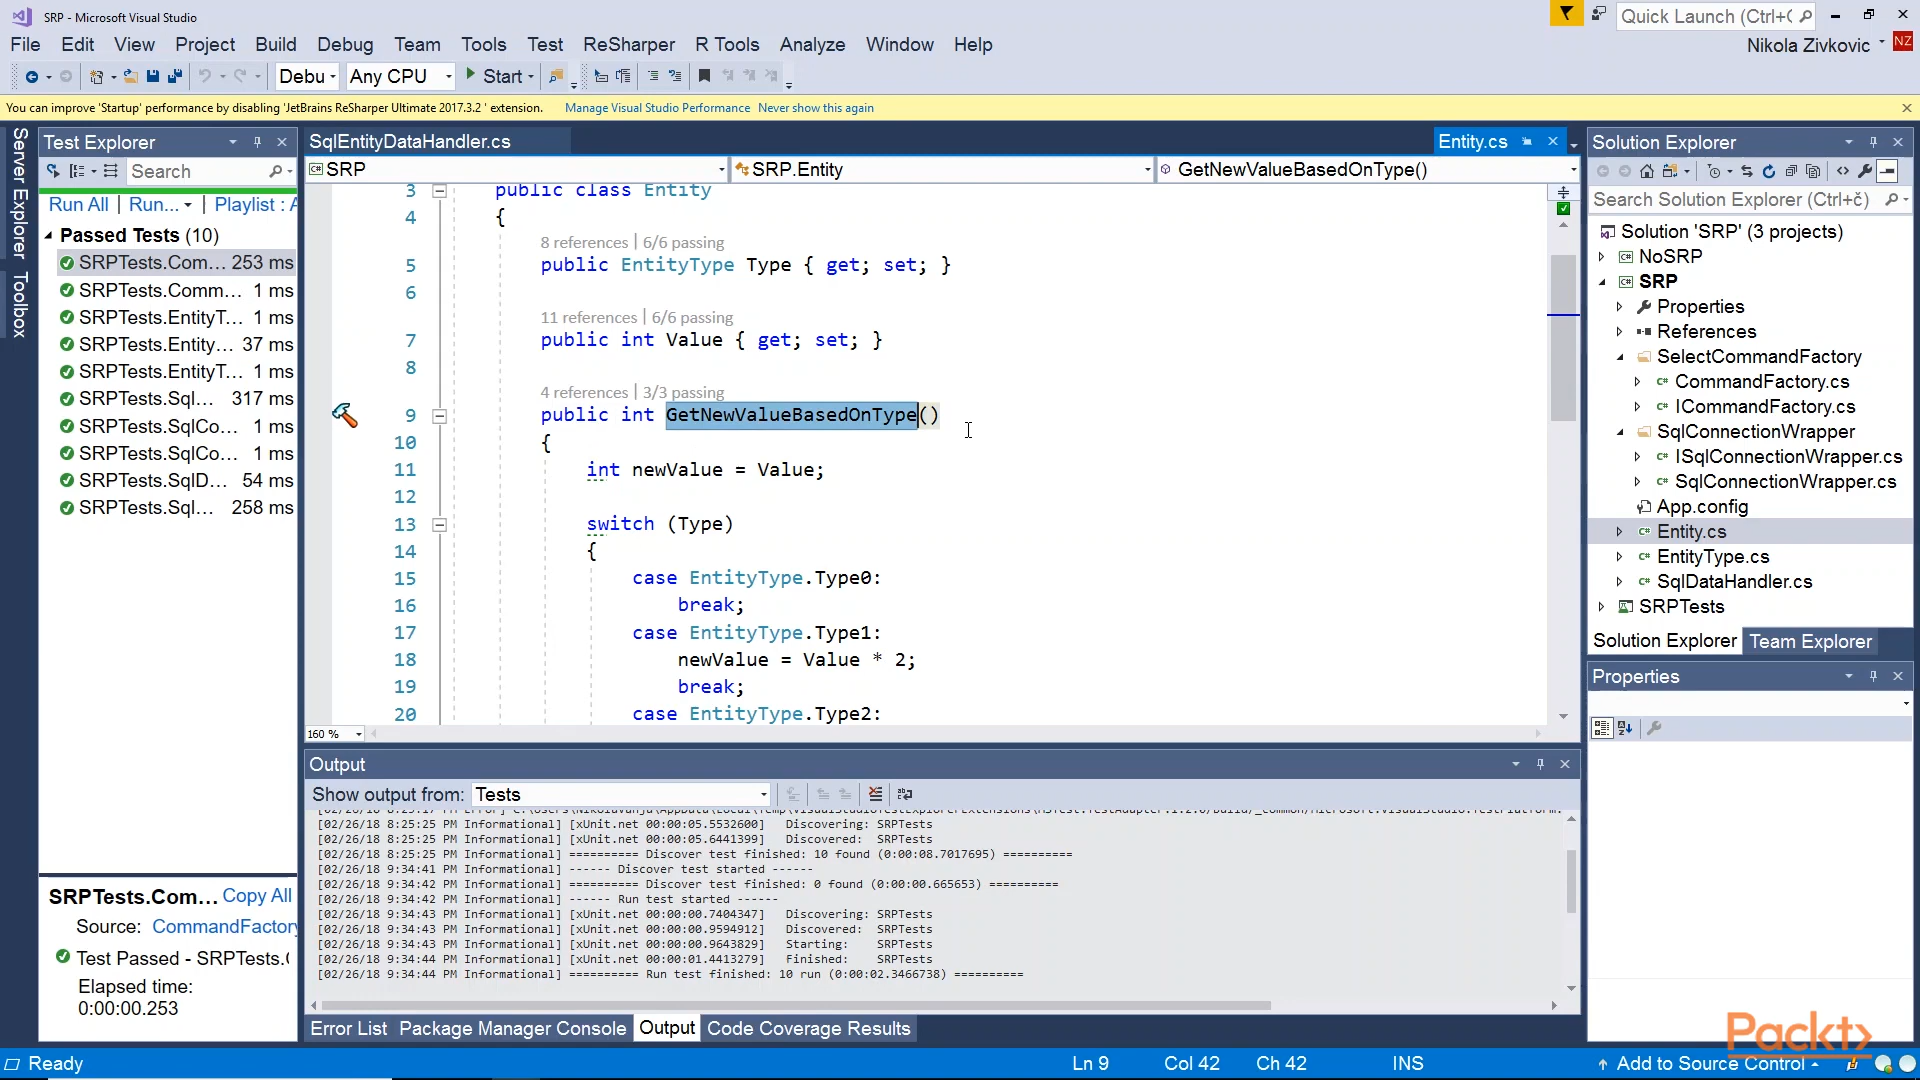 SRP - Microsoft Visual Studio
Quick Launch (Ctrl+(
File Edit View Project Build Debug Team Tools Test ReSharper R Tools Analyze Window Help
Nikola Zivkovic NZ
Debu Any CPU Start
You can improve 'Startup' performance by disabling 'JetBrains ReSharper Ultimate 2017.3.2 ' extension. Manage Visual Studio Performance Never show this again
Server Explorer
Toolbox
Test Explorer
Search
Run All | Run... | Playlist : A
Passed Tests (10)
SRPTests.Com... 253 ms
SRPTests.Comm... 1 ms
SRPTests.EntityT... 1 ms
SRPTests.Entity... 37 ms
SRPTests.EntityT... 1 ms
SRPTests.Sql... 317 ms
SRPTests.SqlCo... 1 ms
SRPTests.SqlCo... 1 ms
SRPTests.SqlD... 54 ms
SRPTests.Sql... 258 ms
SRPTests.Com... Copy All
Source: CommandFactory
Test Passed - SRPTests.(
Elapsed time:
0:00:00.253
SqlEntityDataHandler.cs
Entity.cs
SRP
SRP.Entity
GetNewValueBasedOnType()
3 public class Entity
4 {
8 references | 6/6 passing
5 public EntityType Type { get; set; }
6
11 references | 6/6 passing
7 public int Value { get; set; }
8
4 references | 3/3 passing
9 public int GetNewValueBasedOnType()
10 {
11 int newValue = Value;
12
13 switch (Type)
14 {
15 case EntityType.Type0:
16 break;
17 case EntityType.Type1:
18 newValue = Value * 2;
19 break;
20 case EntityType.Type2:
160 %
Output
Show output from: Tests
[02/26/18 8:25:25 PM Informational] [xUnit.net 00:00:05.5532600] Discovering: SRPTests
[02/26/18 8:25:25 PM Informational] [xUnit.net 00:00:05.6441399] Discovered: SRPTests
[02/26/18 8:25:25 PM Informational] ========== Discover test finished: 10 found (0:00:08.7017695) ==========
[02/26/18 9:34:41 PM Informational] ------ Discover test started ------
[02/26/18 9:34:42 PM Informational] ========== Discover test finished: 0 found (0:00:00.665653) ==========
[02/26/18 9:34:42 PM Informational] ------ Run test started ------
[02/26/18 9:34:43 PM Informational] [xUnit.net 00:00:00.7404347] Discovering: SRPTests
[02/26/18 9:34:43 PM Informational] [xUnit.net 00:00:00.9594912] Discovered: SRPTests
[02/26/18 9:34:43 PM Informational] [xUnit.net 00:00:00.9643829] Starting: SRPTests
[02/26/18 9:34:44 PM Informational] [xUnit.net 00:00:01.4413279] Finished: SRPTests
[02/26/18 9:34:44 PM Informational] ========== Run test finished: 10 run (0:00:02.3466738) ==========
Error List Package Manager Console Output Code Coverage Results
Solution Explorer
Search Solution Explorer (Ctrl+č)
Solution 'SRP' (3 projects)
NoSRP
SRP
Properties
References
SelectCommandFactory
CommandFactory.cs
ICommandFactory.cs
SqlConnectionWrapper
ISqlConnectionWrapper.cs
SqlConnectionWrapper.cs
App.config
Entity.cs
EntityType.cs
SqlDataHandler.cs
SRPTests
Solution Explorer Team Explorer
Properties
Packt>
Ready
Ln 9 Col 42 Ch 42 INS
Add to Source Control